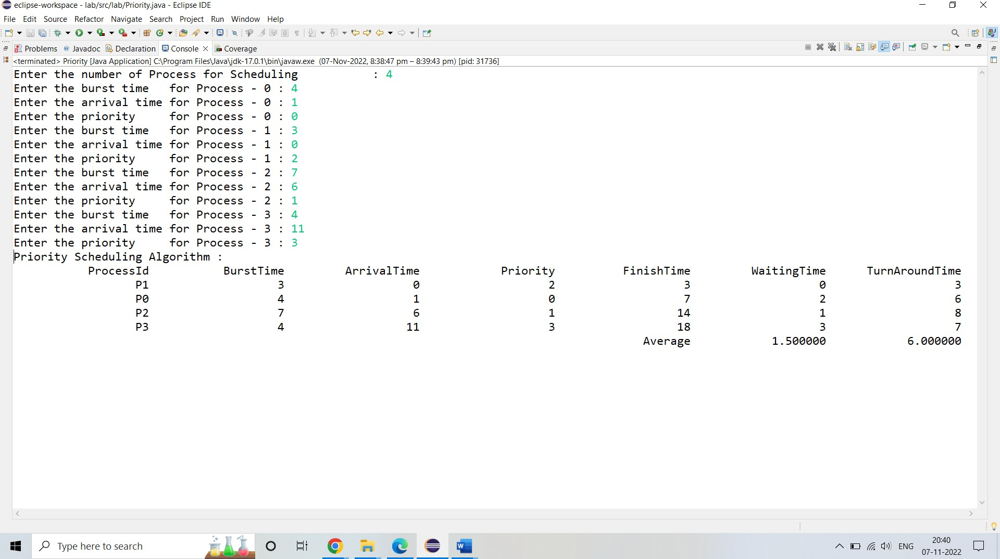 eclipse-workspace - lab/src/lab/Priority.java - Eclipse IDE
File Edit Source Refactor Navigate Search Project Run Window Help
Problems @ Javadoc Declaration Console Coverage
<terminated> Priority [Java Application] C:\Program Files\Java\jdk-17.0.1\bin\javaw.exe (07-Nov-2022, 8:38:47 pm – 8:39:43 pm) [pid: 31736]
Enter the number of Process for Scheduling : 4
Enter the burst time for Process - 0 : 4
Enter the arrival time for Process - 0 : 1
Enter the priority for Process - 0 : 0
Enter the burst time for Process - 1 : 3
Enter the arrival time for Process - 1 : 0
Enter the priority for Process - 1 : 2
Enter the burst time for Process - 2 : 7
Enter the arrival time for Process - 2 : 6
Enter the priority for Process - 2 : 1
Enter the burst time for Process - 3 : 4
Enter the arrival time for Process - 3 : 11
Enter the priority for Process - 3 : 3
Priority Scheduling Algorithm :
ProcessId BurstTime ArrivalTime Priority FinishTime WaitingTime TurnAroundTime
P1 3 0 2 3 0 3
P0 4 1 0 7 2 6
P2 7 6 1 14 1 8
P3 4 11 3 18 3 7
Average 1.500000 6.000000
Type here to search
ENG
20:40
07-11-2022